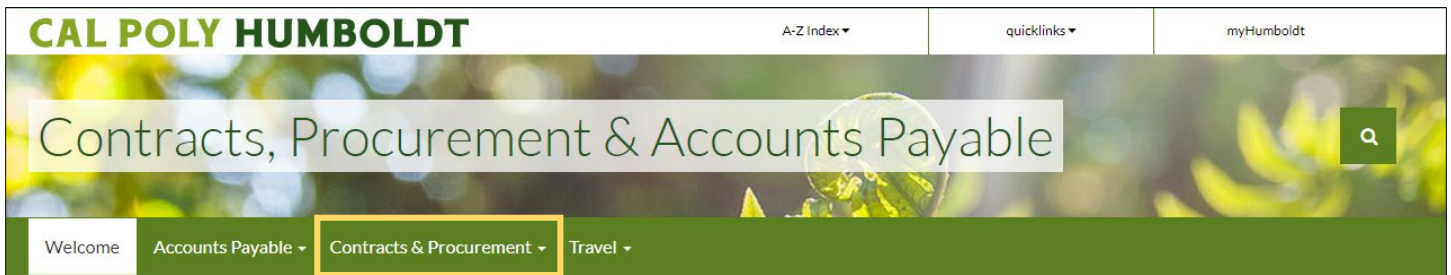 CAL POLY HUMBOLDT A-Z Index quicklinks myHumboldt
Contracts, Procurement & Accounts Payable
Welcome Accounts Payable Contracts & Procurement Travel